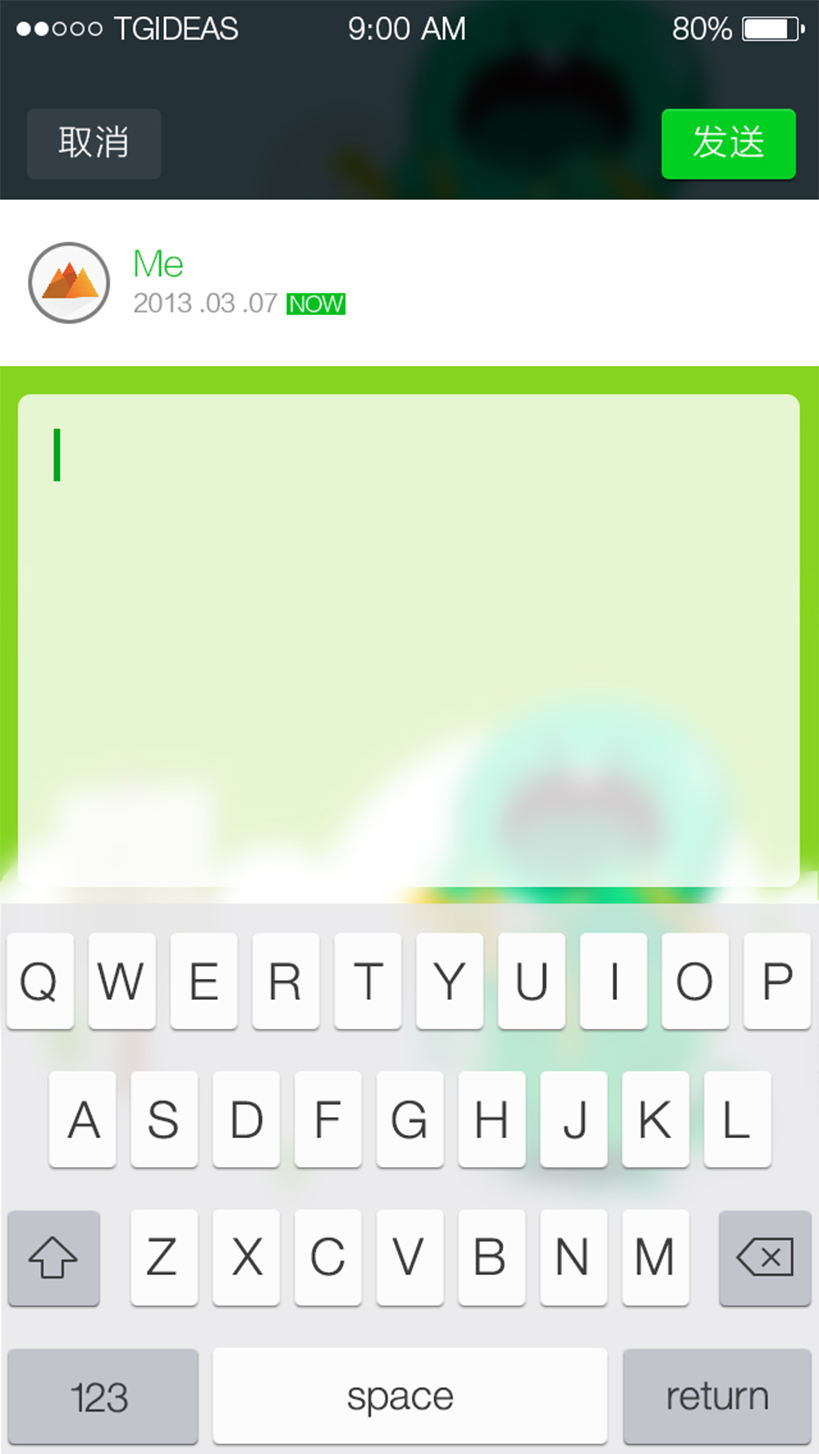 TGIDEAS 9:00 AM 80%
取消 发送
Me
2013.03.07 NOW
Q W E R T Y U I O P
A S D F G H J K L
Z X C V B N M
123 space return